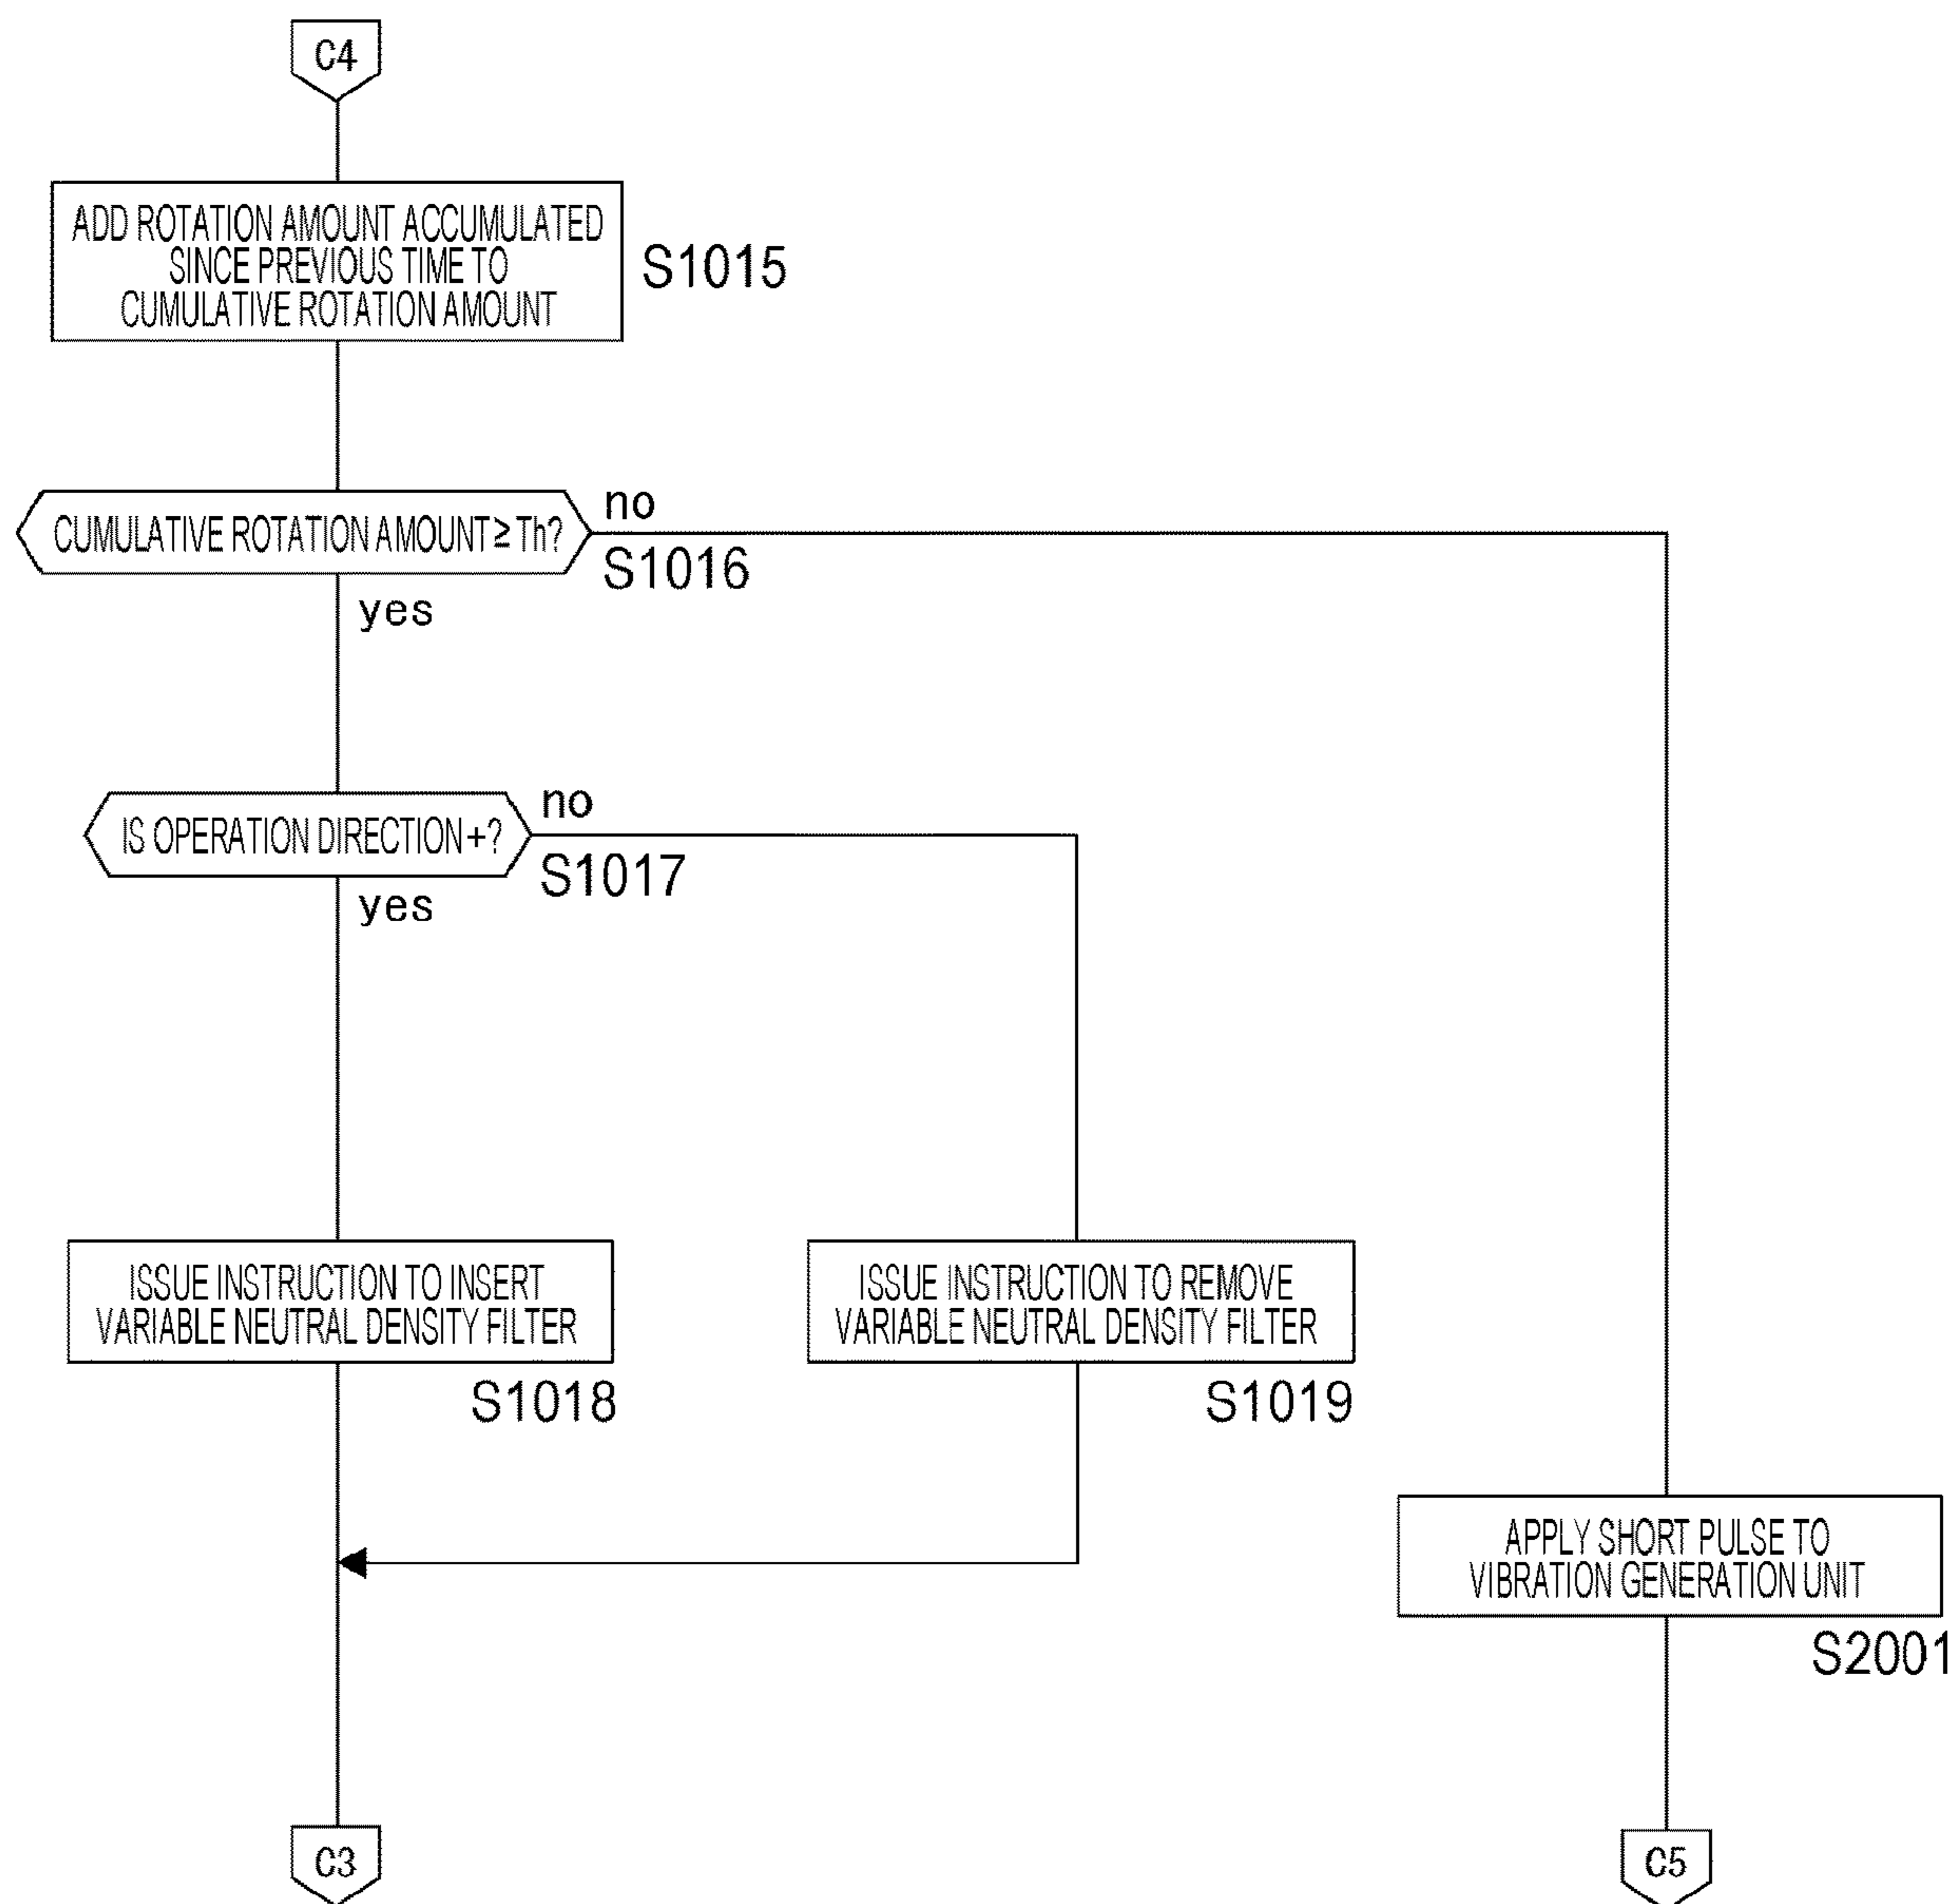 C4
ADD ROTATION AMOUNT ACCUMULATED
SINCE PREVIOUS TIME TO
CUMULATIVE ROTATION AMOUNT
S1015
CUMULATIVE ROTATION AMOUNT ≥ Th?
no
S1016
yes
IS OPERATION DIRECTION +?
no
S1017
yes
ISSUE INSTRUCTION TO INSERT
VARIABLE NEUTRAL DENSITY FILTER
S1018
ISSUE INSTRUCTION TO REMOVE
VARIABLE NEUTRAL DENSITY FILTER
S1019
APPLY SHORT PULSE TO
VIBRATION GENERATION UNIT
S2001
C3
C5